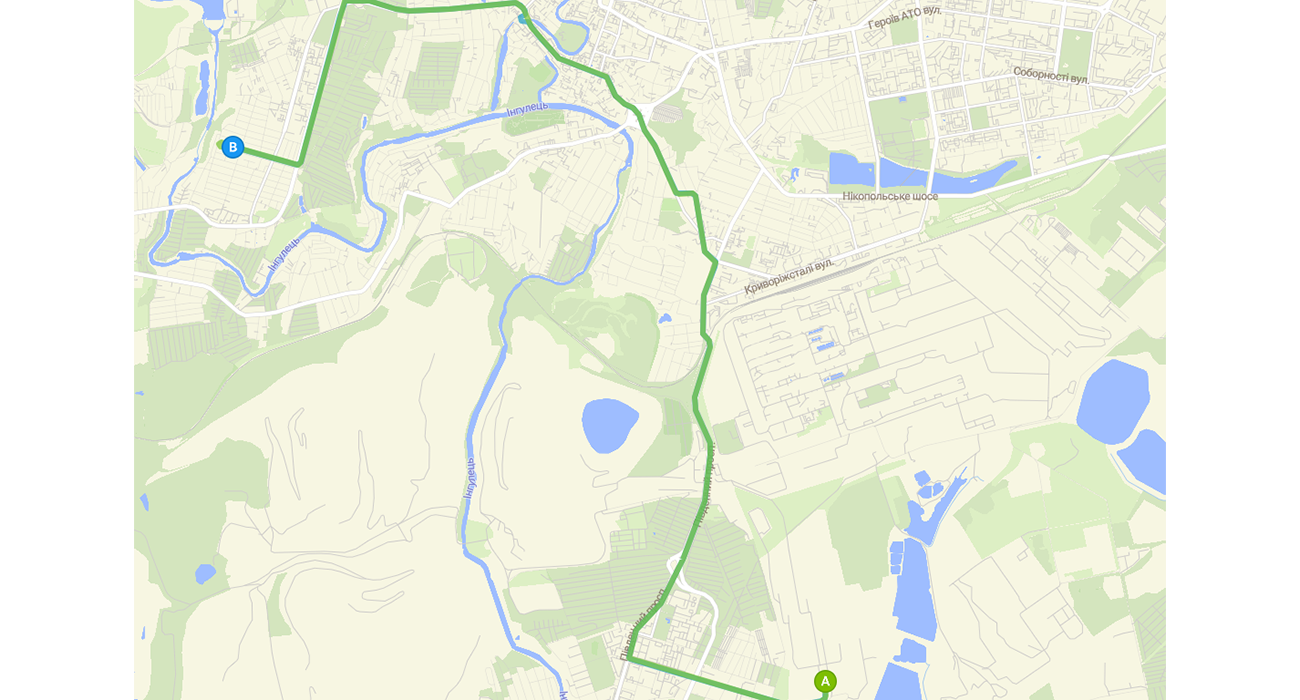 Героїв АТО вул.
Соборності вул.
Інгулець
B
Нікопольське шосе
Інгулець
Криворіжсталі вул.
Південний просп.
Інгулець
Південний просп.
A